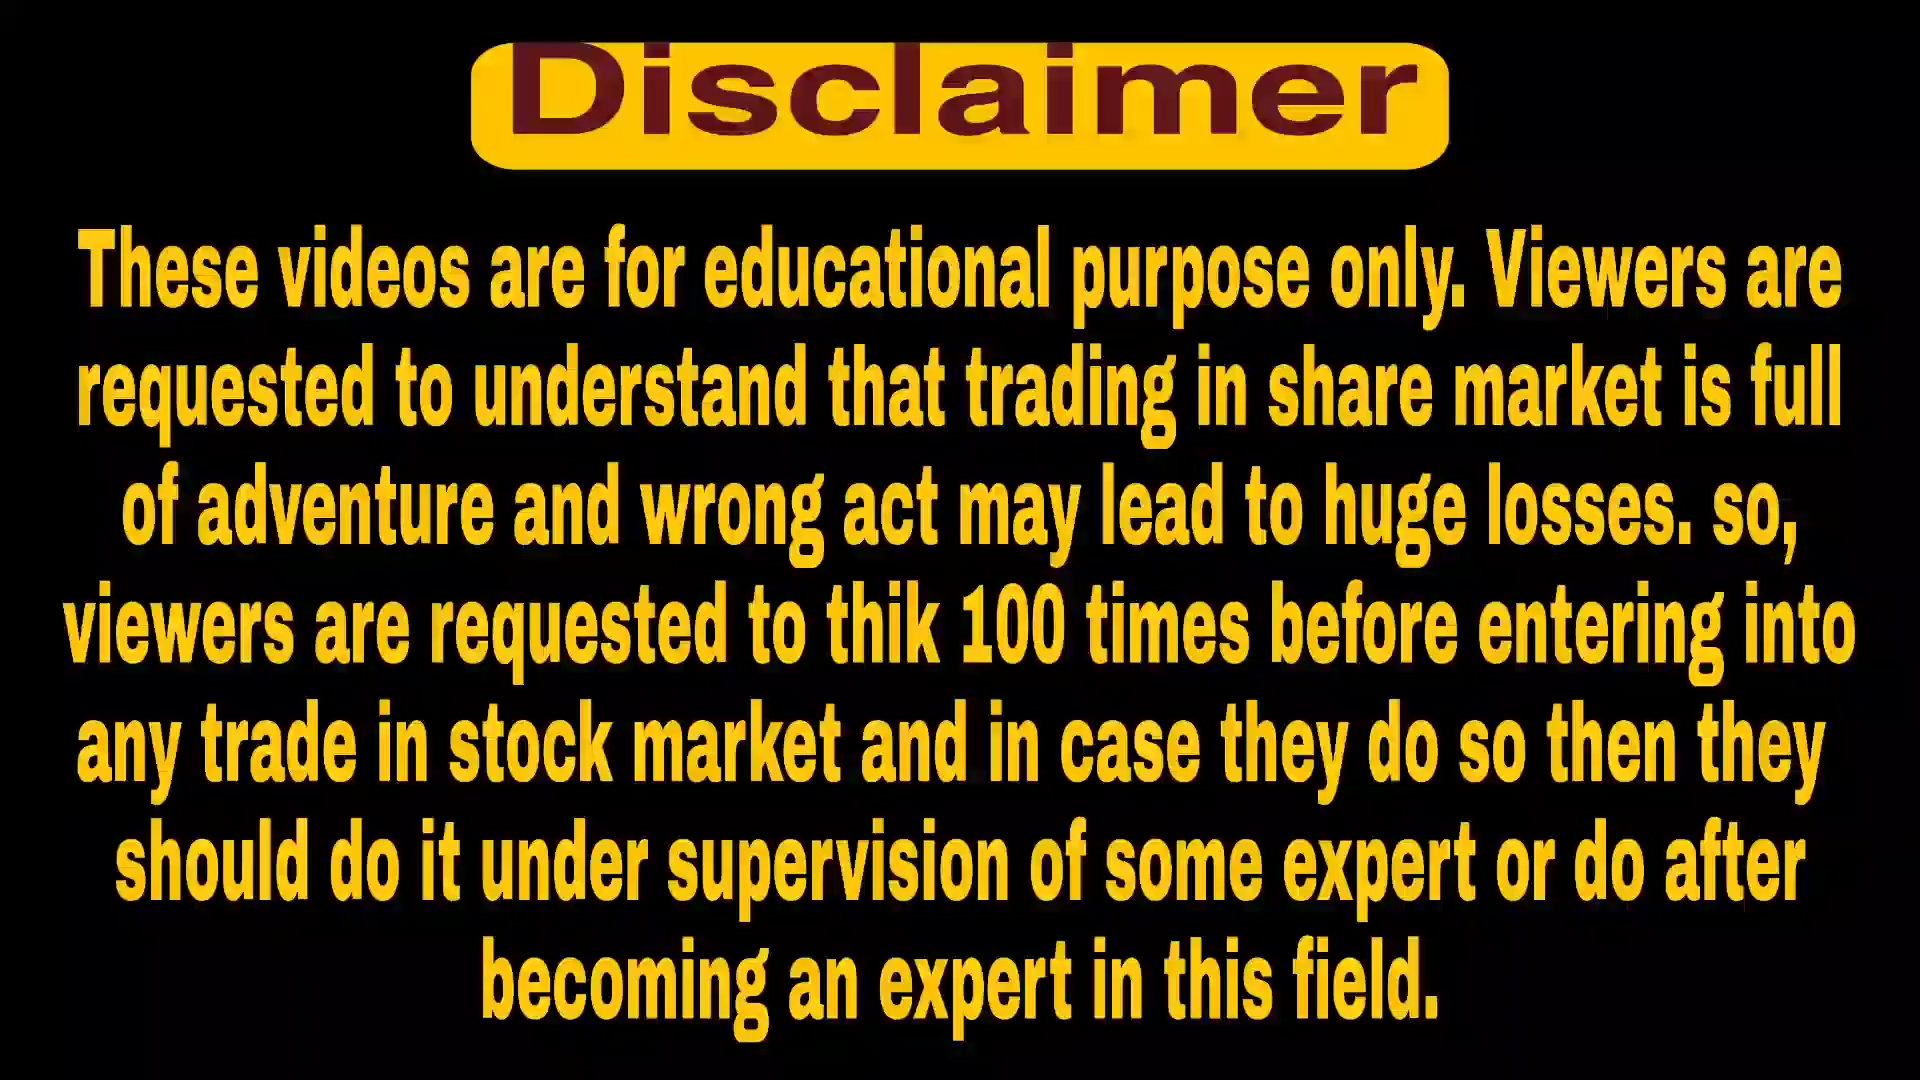 Disclaimer
These videos are for educational purpose only. Viewers are
requested to understand that trading in share market is full
of adventure and wrong act may lead to huge losses. so,
viewers are requested to thik 100 times before entering into
any trade in stock market and in case they do so then they
should do it under supervision of some expert or do after
becoming an expert in this field.